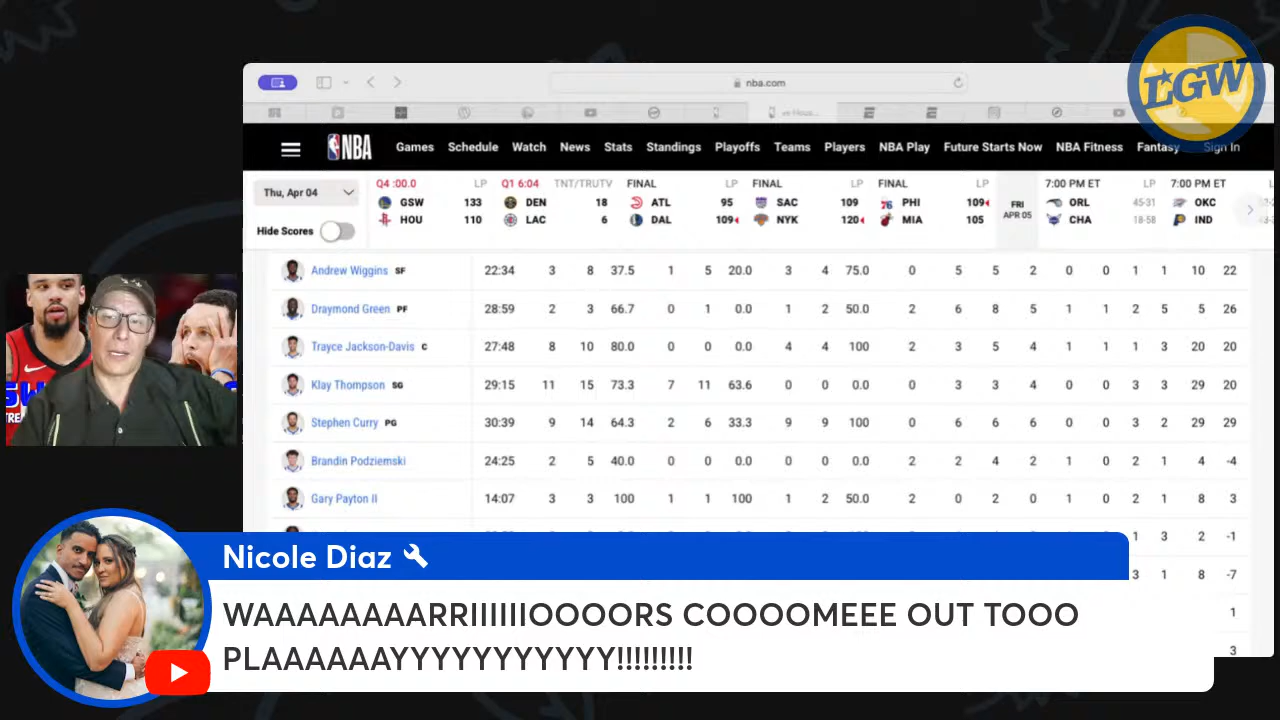 nba.com
LGW
vs Hous...
NBA Games Schedule Watch News Stats Standings Playoffs Teams Players NBA Play Future Starts Now NBA Fitness Fantasy Sign In
Thu, Apr 04
Hide Scores
Q4 :00.0 LP
GSW 133
HOU 110
Q1 6:04 TNT/TRUTV
DEN 18
LAC 6
FINAL LP
ATL 95
DAL 109
FINAL LP
SAC 109
NYK 120
FINAL LP
PHI 109
MIA 105
FRI
APR 05
7:00 PM ET LP
ORL 45-31
CHA 18-58
7:00 PM ET
OKC
IND
Andrew Wiggins SF 22:34 3 8 37.5 1 5 20.0 3 4 75.0 0 5 5 2 0 0 1 1 10 22
Draymond Green PF 28:59 2 3 66.7 0 1 0.0 1 2 50.0 2 6 8 5 1 1 2 5 5 26
Trayce Jackson-Davis C 27:48 8 10 80.0 0 0 0.0 4 4 100 2 3 5 4 1 1 1 3 20 20
Klay Thompson SG 29:15 11 15 73.3 7 11 63.6 0 0 0.0 0 3 3 4 0 0 3 3 29 20
Stephen Curry PG 30:39 9 14 64.3 2 6 33.3 9 9 100 0 6 6 6 0 0 3 2 29 29
Brandin Podziemski 24:25 2 5 40.0 0 0 0.0 0 0 0.0 2 2 4 2 1 0 2 1 4 -4
Gary Payton II 14:07 3 3 100 1 1 100 1 2 50.0 2 0 2 0 1 0 2 1 8 3
1 3 2 -1
3 1 8 -7
1
3
Nicole Diaz
WAAAAAAAARRIIIIIIOOOORS COOOOMEEE OUT TOOO
PLAAAAAAYYYYYYYYYYY!!!!!!!!!